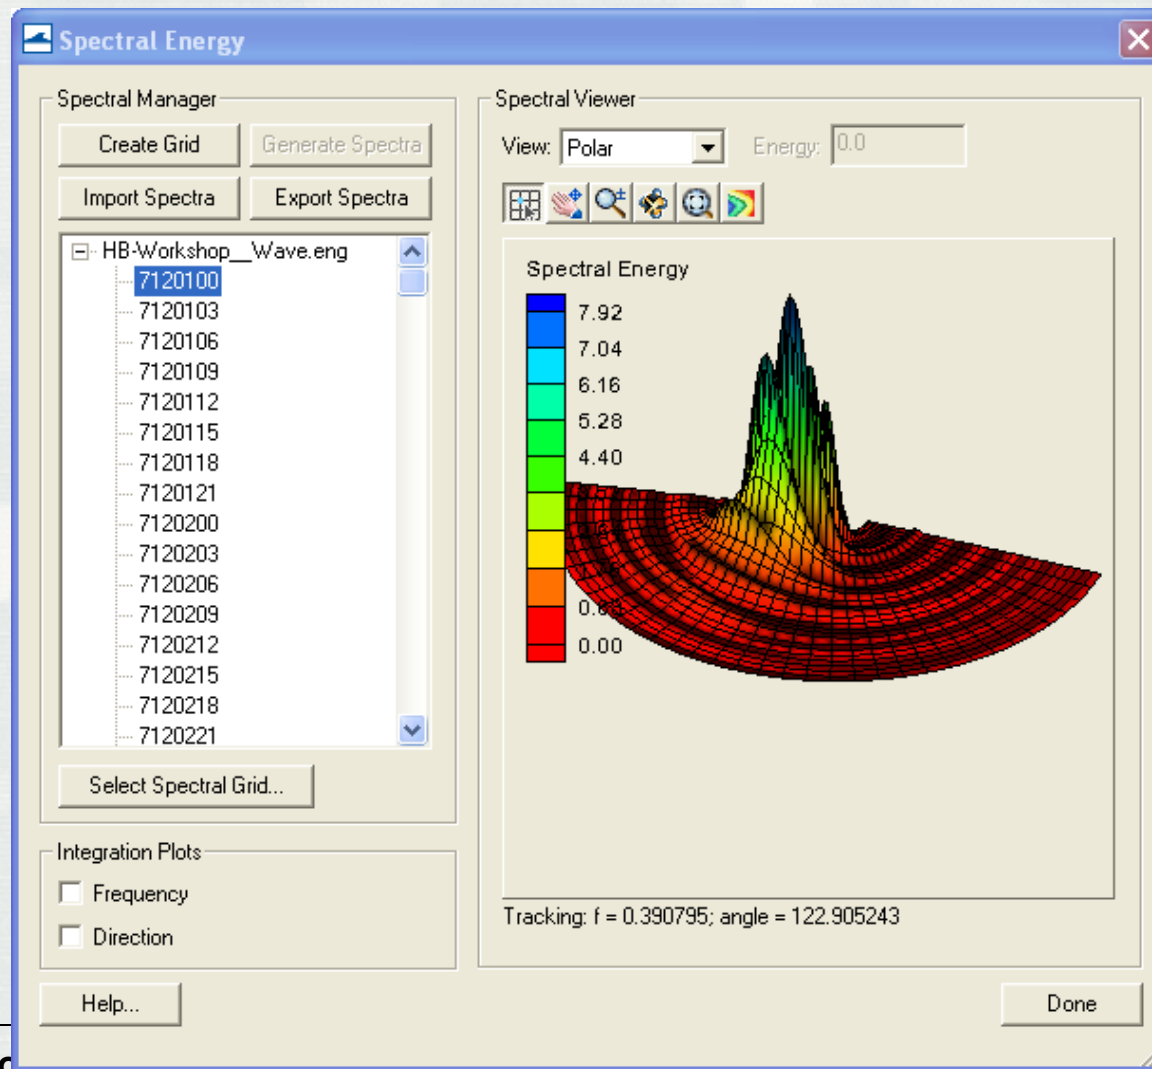 Spectral Energy
Spectral Manager
Create Grid
Generate Spectra
Import Spectra
Export Spectra
HB-Workshop__Wave.eng
7120100
7120103
7120106
7120109
7120112
7120115
7120118
7120121
7120200
7120203
7120206
7120209
7120212
7120215
7120218
7120221
Select Spectral Grid...
Integration Plots
Frequency
Direction
Help...
Spectral Viewer
View: Polar
Energy: 0.0
Spectral Energy
7.92
7.04
6.16
5.28
4.40
0.00
Tracking: f = 0.390795; angle = 122.905243
Done